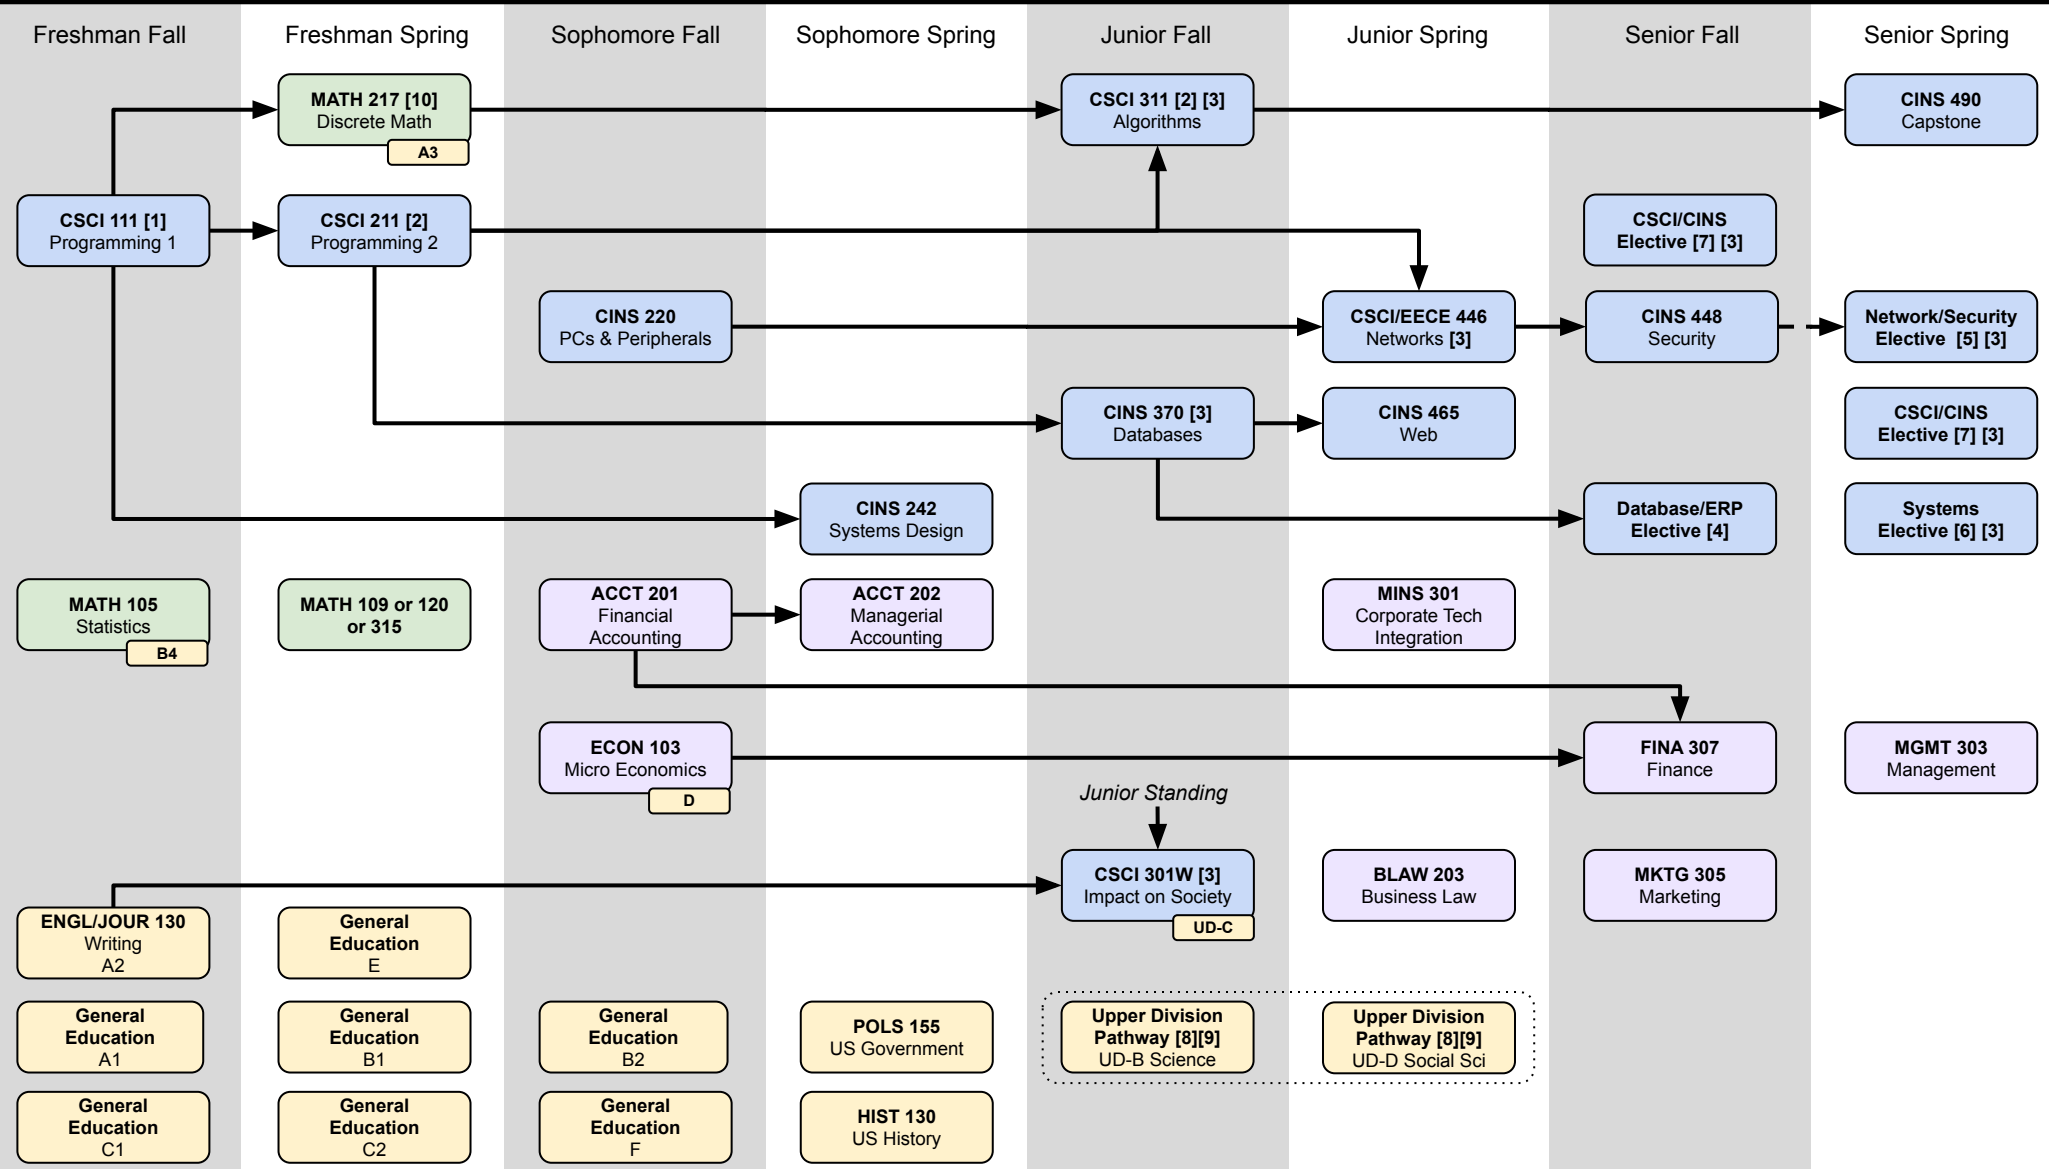 Freshman Fall
Freshman Spring
Sophomore Fall
Sophomore Spring
Junior Fall
Junior Spring
Senior Fall
Senior Spring
MATH 217 [10]
Discrete Math
A3
CSCI 311 [2] [3]
Algorithms
CINS 490
Capstone
CSCI 111 [1]
Programming 1
CSCI 211 [2]
Programming 2
CSCI/CINS
Elective [7] [3]
CINS 220
PCs & Peripherals
CSCI/EECE 446
Networks [3]
CINS 448
Security
Network/Security
Elective [5] [3]
CINS 370 [3]
Databases
CINS 465
Web
CSCI/CINS
Elective [7] [3]
CINS 242
Systems Design
Database/ERP
Elective [4]
Systems
Elective [6] [3]
MATH 105
Statistics
B4
MATH 109 or 120
or 315
ACCT 201
Financial
Accounting
ACCT 202
Managerial
Accounting
MINS 301
Corporate Tech
Integration
ECON 103
Micro Economics
D
FINA 307
Finance
MGMT 303
Management
Junior Standing
CSCI 301W [3]
Impact on Society
UD-C
BLAW 203
Business Law
MKTG 305
Marketing
ENGL/JOUR 130
Writing
A2
General
Education
E
General
Education
A1
General
Education
B1
General
Education
B2
POLS 155
US Government
Upper Division
Pathway [8][9]
UD-B Science
Upper Division
Pathway [8][9]
UD-D Social Sci
General
Education
C1
General
Education
C2
General
Education
F
HIST 130
US History